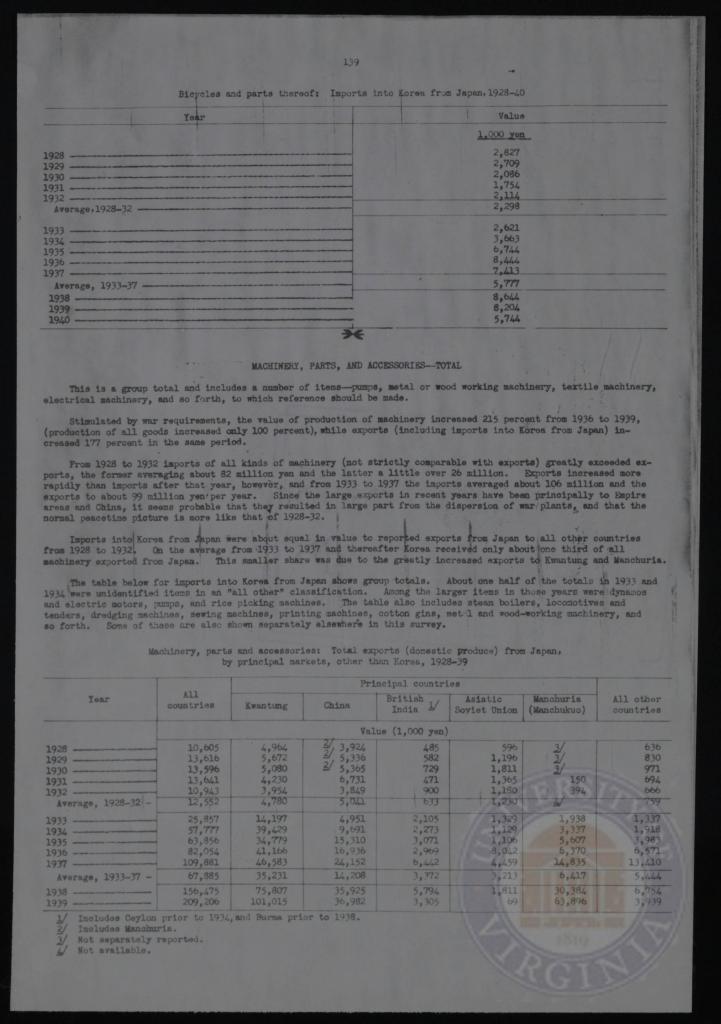 139
Bicycles and parts thereof: Imports into Korea from Japan, 1928-40
Year Value
1,000 yen
1928 2,827
1929 2,709
1930 2,086
1931 1,754
1932 2,114
Average, 1928-32 2,298
1933 2,621
1934 3,663
1935 6,744
1936 8,444
1937 7,413
Average, 1933-37 5,777
1938 8,644
1939 8,204
1940 5,744
MACHINERY, PARTS, AND ACCESSORIES--TOTAL
This is a group total and includes a number of items--pumps, metal or wood working machinery, textile machinery,
electrical machinery, and so forth, to which reference should be made.
Stimulated by war requirements, the value of production of machinery increased 215 percent from 1936 to 1939,
(production of all goods increased only 100 percent), while exports (including imports into Korea from Japan) in-
creased 177 percent in the same period.
From 1928 to 1932 imports of all kinds of machinery (not strictly comparable with exports) greatly exceeded ex-
ports, the former averaging about 82 million yen and the latter a little over 26 million. Exports increased more
rapidly than imports after that year, however, and from 1933 to 1937 the imports averaged about 106 million and the
exports to about 99 million yen per year. Since the large exports in recent years have been principally to Empire
areas and China, it seems probable that they resulted in large part from the dispersion of war plants, and that the
normal peacetime picture is more like that of 1928-32.
Imports into Korea from Japan were about equal in value to reported exports from Japan to all other countries
from 1928 to 1932. On the average from 1933 to 1937 and thereafter Korea received only about one third of all
machinery exported from Japan. This smaller share was due to the greatly increased exports to Kwantung and Manchuria.
The table below for imports into Korea from Japan shows group totals. About one half of the totals in 1933 and
1934 were unidentified items in an "all other" classification. Among the larger items in those years were dynamos
and electric motors, pumps, and rice picking machines. The table also includes steam boilers, locomotives and
tenders, dredging machines, sewing machines, printing machines, cotton gins, metal and wood-working machinery, and
so forth. Some of these are also shown separately elsewhere in this survey.
Machinery, parts and accessories: Total exports (domestic produce) from Japan,
by principal markets, other than Korea, 1928-39
Principal countries
Year All countries Kwantung China British India 1/ Asiatic Soviet Union Manchuria (Manchukuo) All other countries
Value (1,000 yen)
1928 10,605 4,964 2/ 3,924 485 596 3/ 636
1929 13,616 5,672 2/ 5,336 582 1,196 3/ 830
1930 13,596 5,080 2/ 5,365 729 1,811 3/ 971
1931 13,641 4,230 6,731 471 1,365 150 694
1932 10,943 3,954 3,849 900 1,180 394 666
Average, 1928-32 - 12,552 4,780 5,041 633 1,230 4/ 759
1933 25,857 14,197 4,951 2,105 1,329 1,938 1,337
1934 57,777 39,429 9,691 2,273 1,129 3,337 1,918
1935 63,856 34,779 15,310 3,071 1,106 5,607 3,983
1936 82,054 41,166 16,936 2,969 8,042 6,370 6,571
1937 109,881 46,583 24,152 6,442 4,459 14,835 13,410
Average, 1933-37 - 67,885 35,231 14,208 3,372 3,213 6,417 5,444
1938 156,475 75,807 35,925 5,794 1,811 30,384 6,754
1939 209,206 101,015 36,982 3,305 69 63,896 3,939
1/ Includes Ceylon prior to 1934, and Burma prior to 1938.
2/ Includes Manchuria.
3/ Not separately reported.
4/ Not available.
UNIVERSITY
VIRGINIA
1819